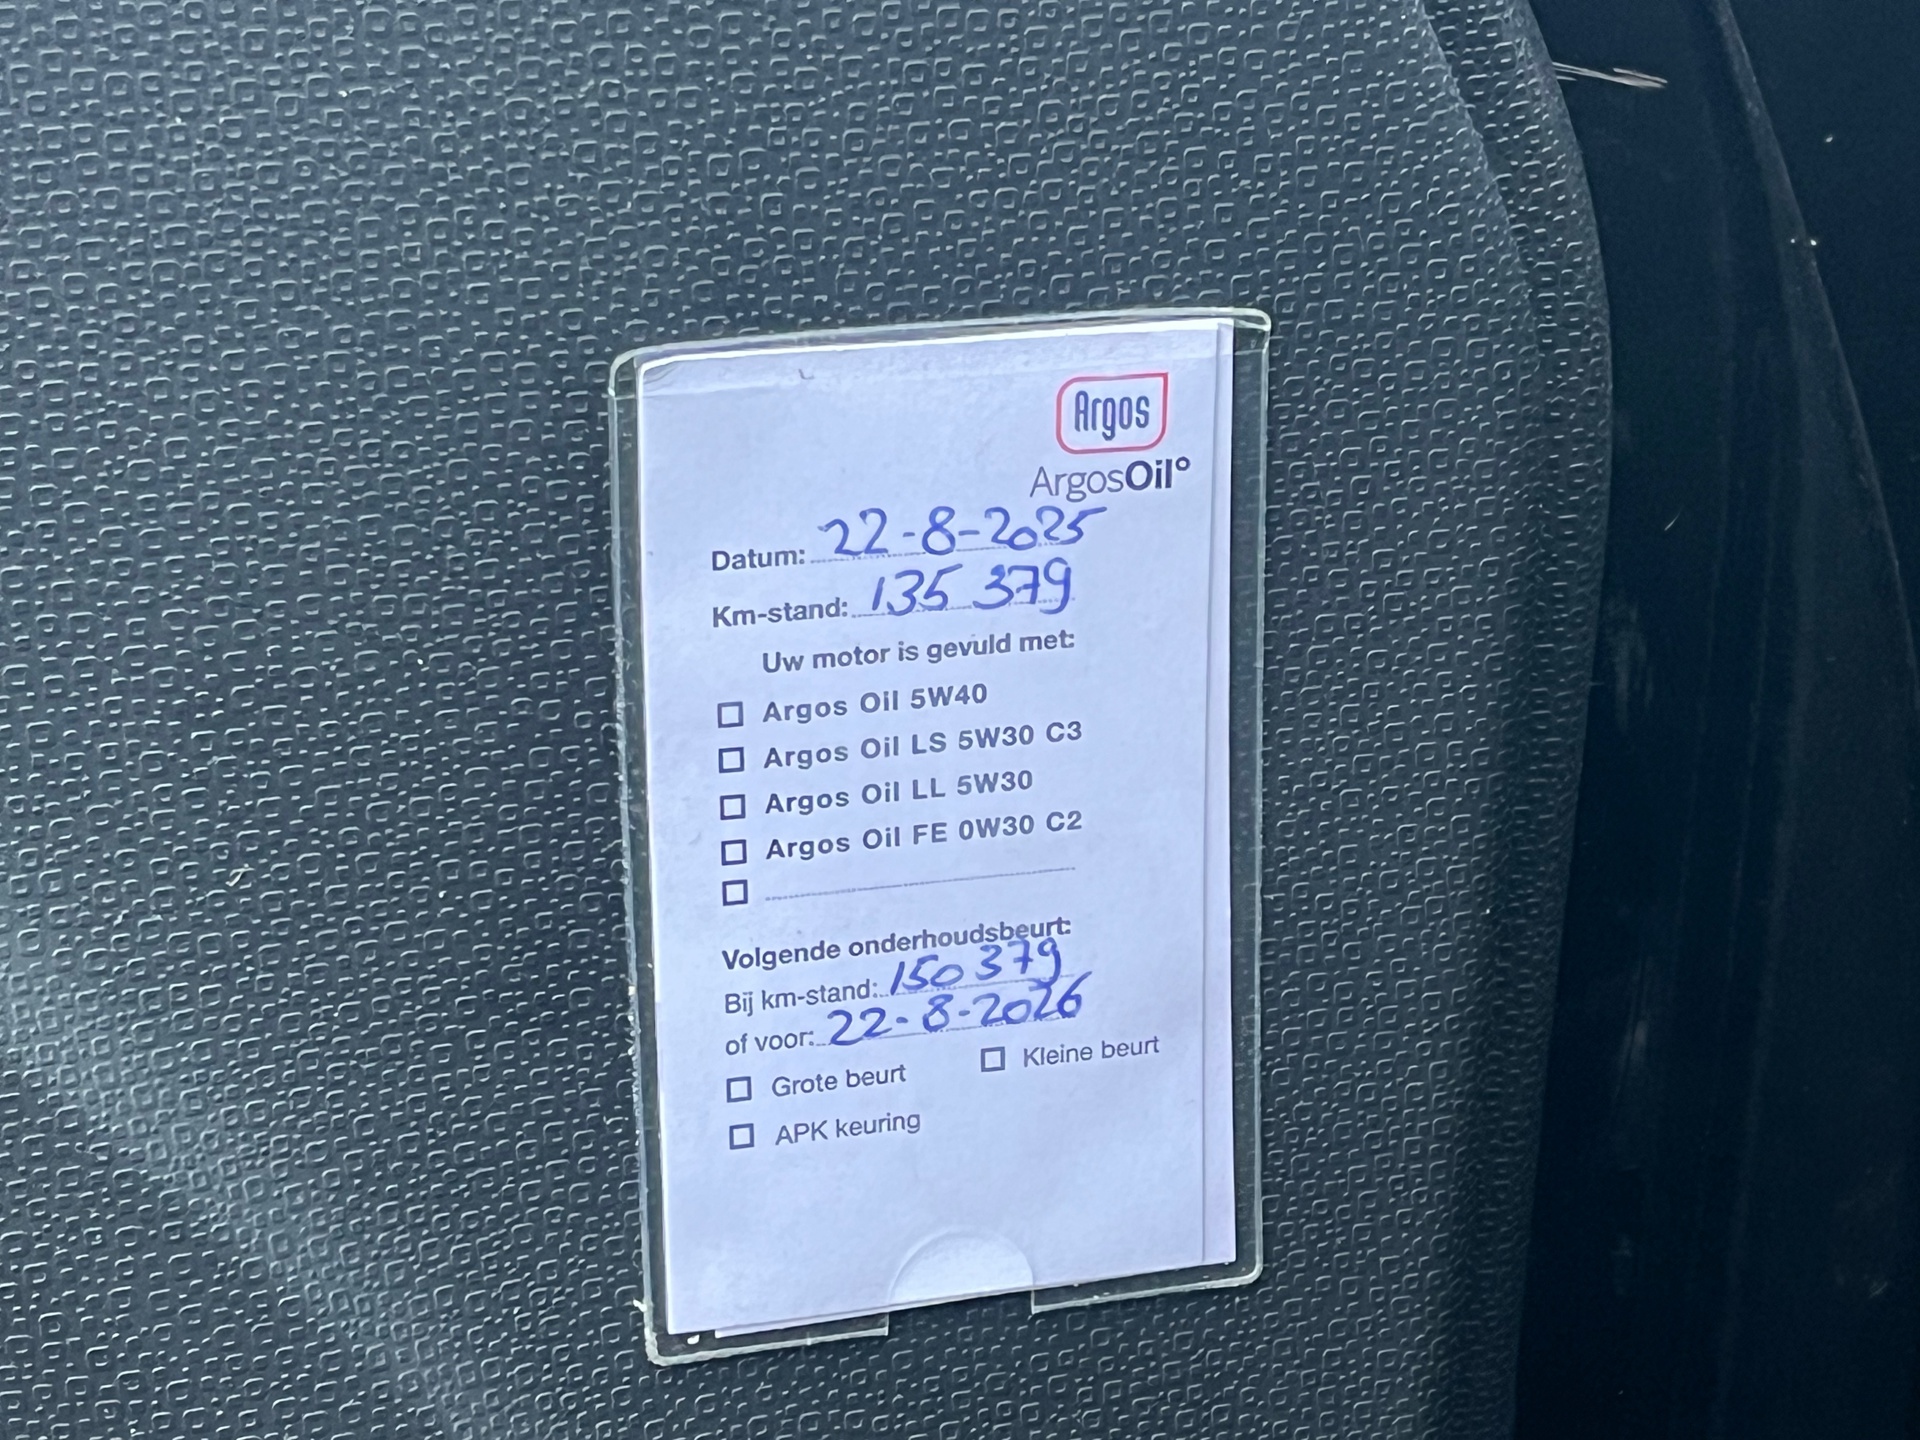 Argos
ArgosOil°
Datum: 22-8-2025
Km-stand: 135 379
Uw motor is gevuld met:
Argos Oil 5W40
Argos Oil LS 5W30 C3
Argos Oil LL 5W30
Argos Oil FE 0W30 C2
Volgende onderhoudsbeurt:
Bij km-stand: 150 379
of voor: 22-8-2026
Grote beurt Kleine beurt
APK keuring